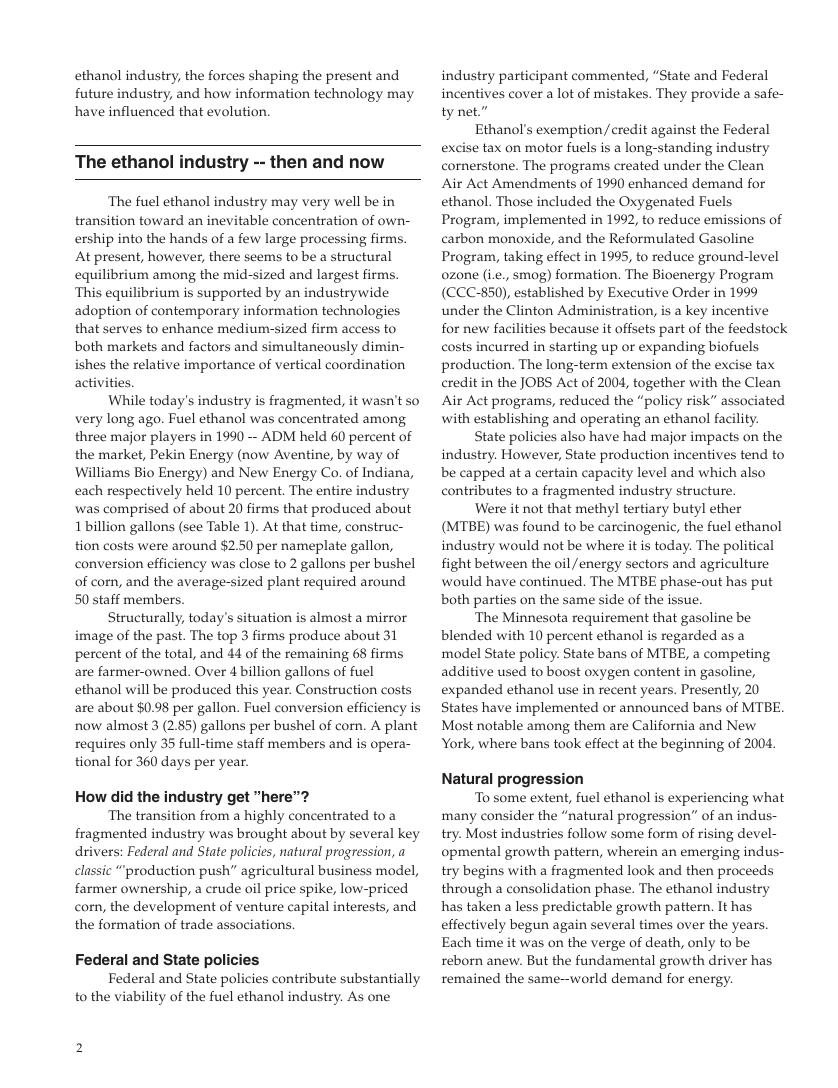 ethanol industry, the forces shaping the present and
future industry, and how information technology may
have influenced that evolution.
The ethanol industry -- then and now
The fuel ethanol industry may very well be in
transition toward an inevitable concentration of own-
ership into the hands of a few large processing firms.
At present, however, there seems to be a structural
equilibrium among the mid-sized and largest firms.
This equilibrium is supported by an industrywide
adoption of contemporary information technologies
that serves to enhance medium-sized firm access to
both markets and factors and simultaneously dimin-
ishes the relative importance of vertical coordination
activities.
While today's industry is fragmented, it wasn't so
very long ago. Fuel ethanol was concentrated among
three major players in 1990 -- ADM held 60 percent of
the market, Pekin Energy (now Aventine, by way of
Williams Bio Energy) and New Energy Co. of Indiana,
each respectively held 10 percent. The entire industry
was comprised of about 20 firms that produced about
1 billion gallons (see Table 1). At that time, construc-
tion costs were around $2.50 per nameplate gallon,
conversion efficiency was close to 2 gallons per bushel
of corn, and the average-sized plant required around
50 staff members.
Structurally, today's situation is almost a mirror
image of the past. The top 3 firms produce about 31
percent of the total, and 44 of the remaining 68 firms
are farmer-owned. Over 4 billion gallons of fuel
ethanol will be produced this year. Construction costs
are about $0.98 per gallon. Fuel conversion efficiency is
now almost 3 (2.85) gallons per bushel of corn. A plant
requires only 35 full-time staff members and is opera-
tional for 360 days per year.
How did the industry get ”here”?
The transition from a highly concentrated to a
fragmented industry was brought about by several key
drivers: Federal and State policies, natural progression, a
classic “'production push” agricultural business model,
farmer ownership, a crude oil price spike, low-priced
corn, the development of venture capital interests, and
the formation of trade associations.
Federal and State policies
Federal and State policies contribute substantially
to the viability of the fuel ethanol industry. As one
industry participant commented, “State and Federal
incentives cover a lot of mistakes. They provide a safe-
ty net.”
Ethanol's exemption/credit against the Federal
excise tax on motor fuels is a long-standing industry
cornerstone. The programs created under the Clean
Air Act Amendments of 1990 enhanced demand for
ethanol. Those included the Oxygenated Fuels
Program, implemented in 1992, to reduce emissions of
carbon monoxide, and the Reformulated Gasoline
Program, taking effect in 1995, to reduce ground-level
ozone (i.e., smog) formation. The Bioenergy Program
(CCC-850), established by Executive Order in 1999
under the Clinton Administration, is a key incentive
for new facilities because it offsets part of the feedstock
costs incurred in starting up or expanding biofuels
production. The long-term extension of the excise tax
credit in the JOBS Act of 2004, together with the Clean
Air Act programs, reduced the “policy risk” associated
with establishing and operating an ethanol facility.
State policies also have had major impacts on the
industry. However, State production incentives tend to
be capped at a certain capacity level and which also
contributes to a fragmented industry structure.
Were it not that methyl tertiary butyl ether
(MTBE) was found to be carcinogenic, the fuel ethanol
industry would not be where it is today. The political
fight between the oil/energy sectors and agriculture
would have continued. The MTBE phase-out has put
both parties on the same side of the issue.
The Minnesota requirement that gasoline be
blended with 10 percent ethanol is regarded as a
model State policy. State bans of MTBE, a competing
additive used to boost oxygen content in gasoline,
expanded ethanol use in recent years. Presently, 20
States have implemented or announced bans of MTBE.
Most notable among them are California and New
York, where bans took effect at the beginning of 2004.
Natural progression
To some extent, fuel ethanol is experiencing what
many consider the “natural progression” of an indus-
try. Most industries follow some form of rising devel-
opmental growth pattern, wherein an emerging indus-
try begins with a fragmented look and then proceeds
through a consolidation phase. The ethanol industry
has taken a less predictable growth pattern. It has
effectively begun again several times over the years.
Each time it was on the verge of death, only to be
reborn anew. But the fundamental growth driver has
remained the same--world demand for energy.
2